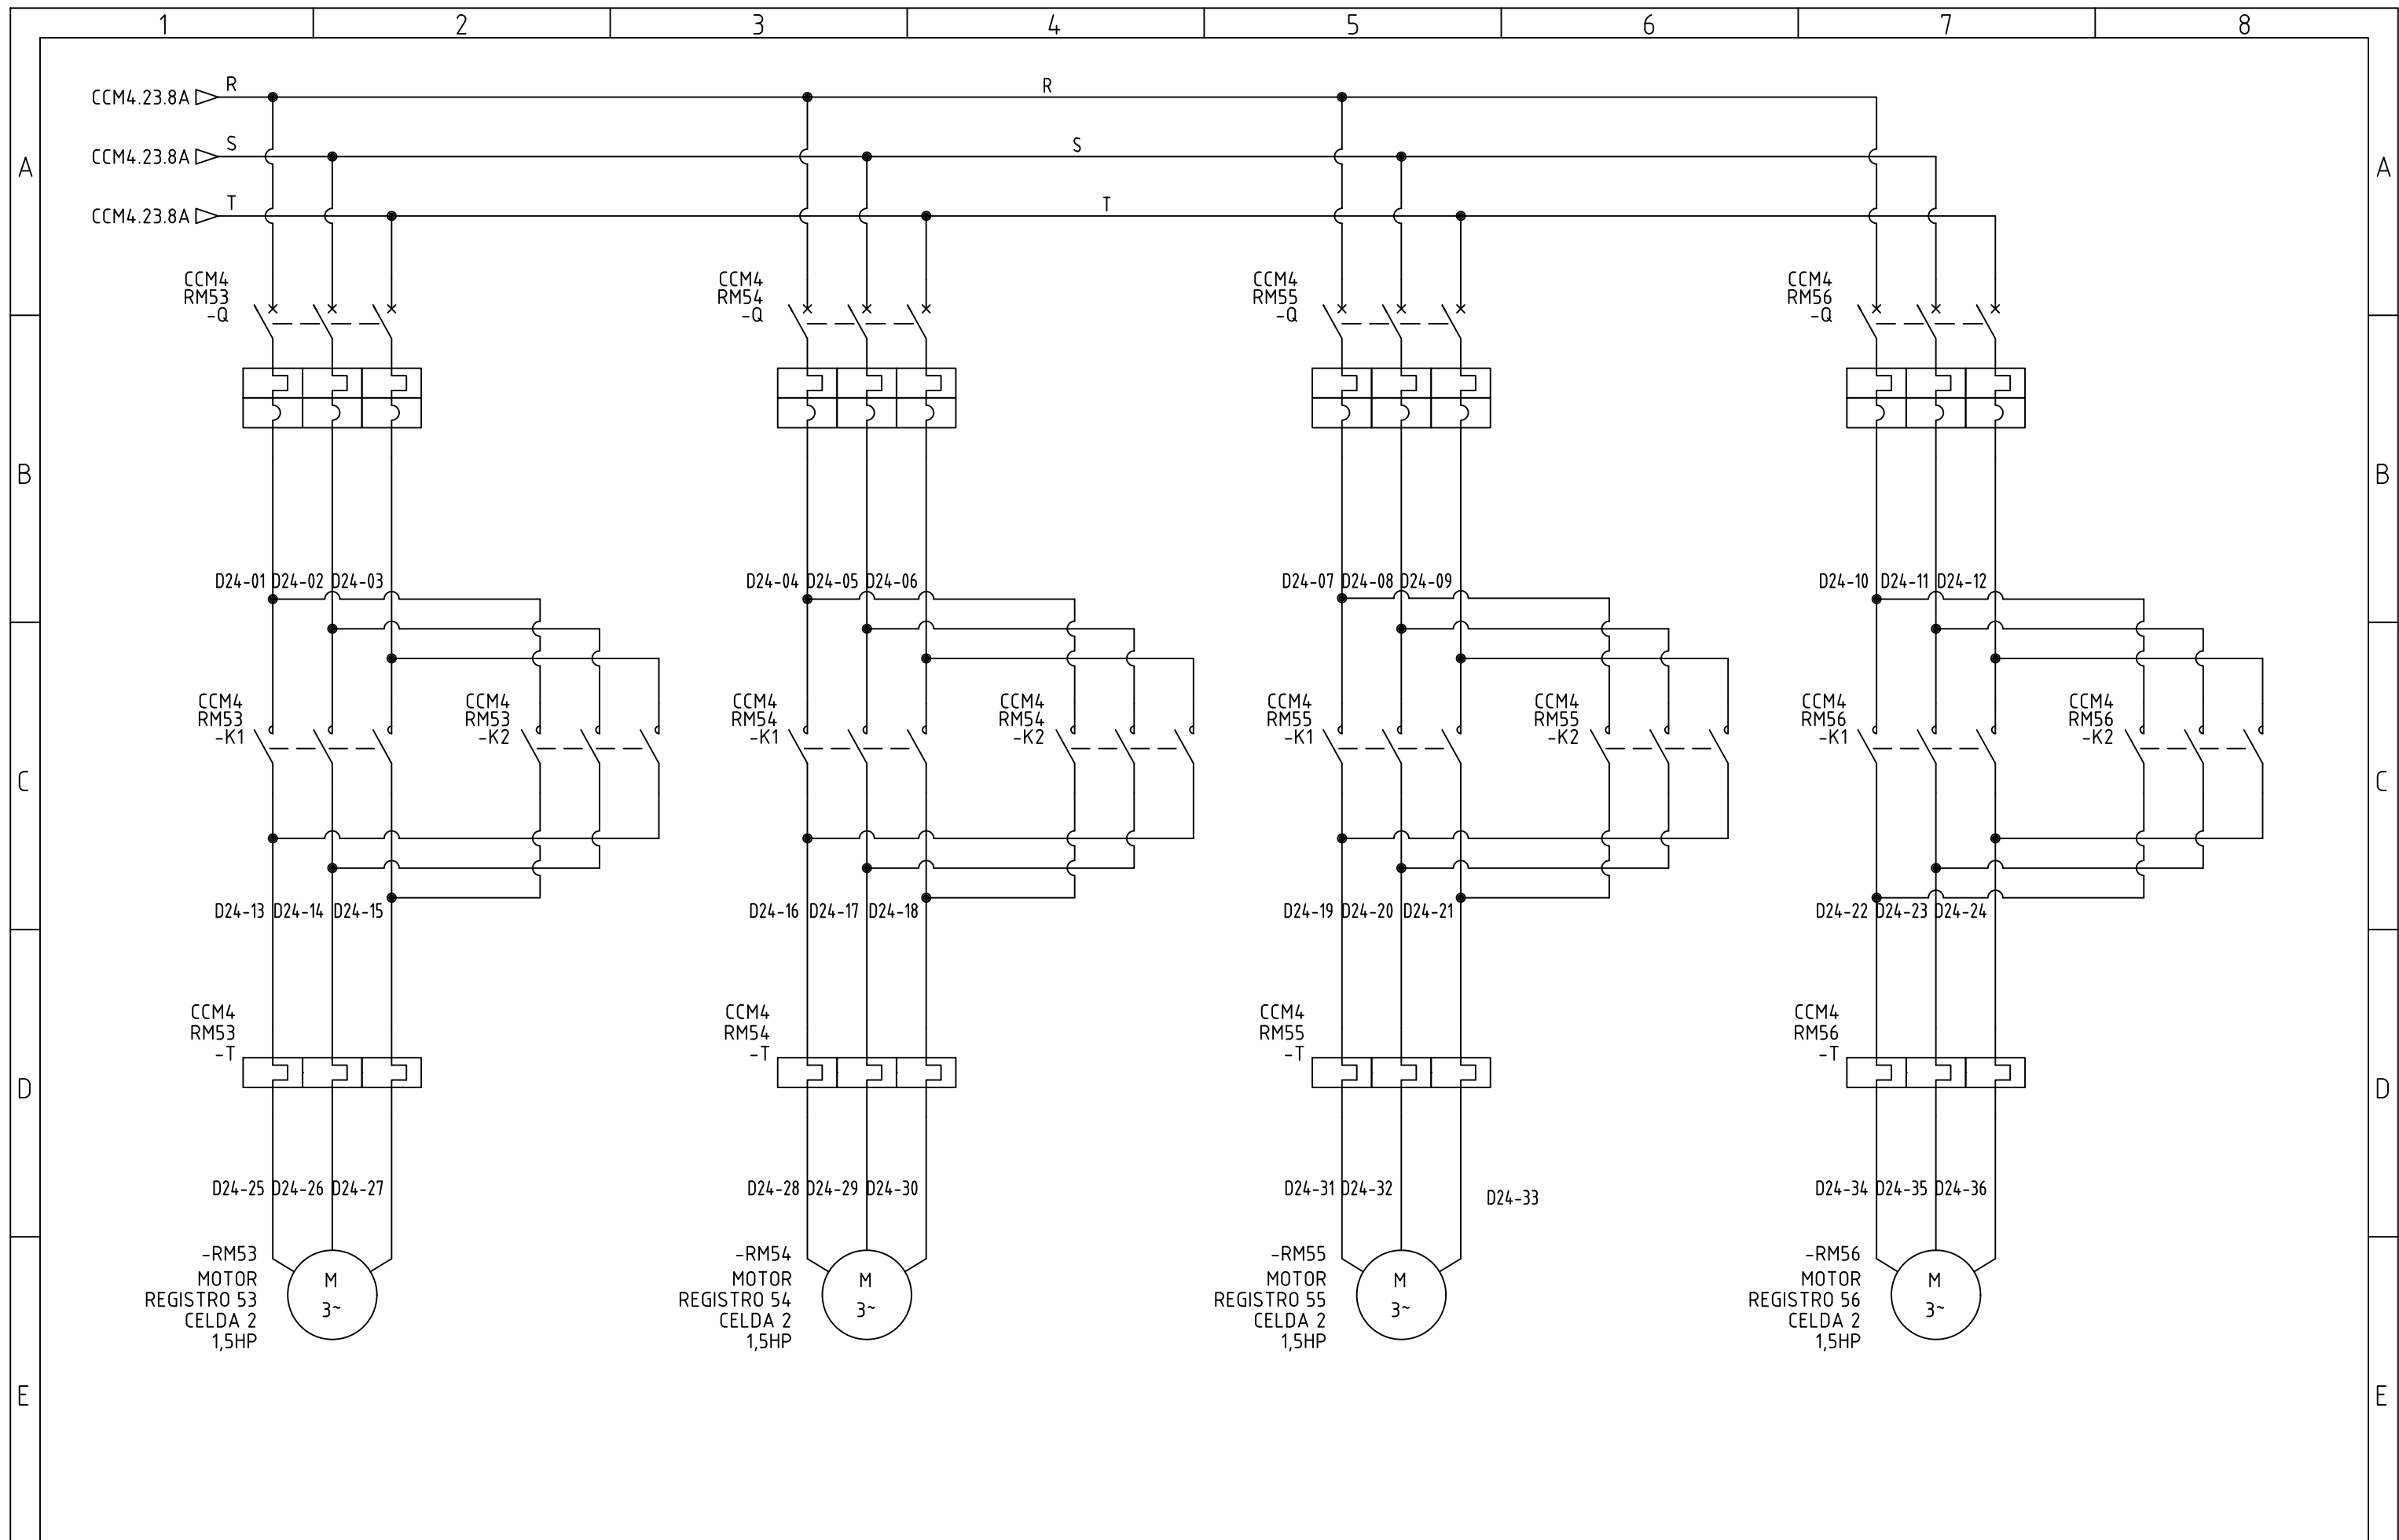 1 2 3 4 5 6 7 8
R R
CCM4.23.8A
S S
CCM4.23.8A
A A
T T
CCM4.23.8A
CCM4 CCM4 CCM4 CCM4
RM53 RM54 RM55 RM56
-Q -Q -Q -Q
B B
D24-01 D24-02 D24-03 D24-04 D24-05 D24-06 D24-07 D24-08 D24-09 D24-10 D24-11 D24-12
CCM4 CCM4 CCM4 CCM4 CCM4 CCM4 CCM4 CCM4
RM53 RM53 RM54 RM54 RM55 RM55 RM56 RM56
-K1 -K2 -K1 -K2 -K1 -K2 -K1 -K2
C C
D24-13 D24-14 D24-15 D24-16 D24-17 D24-18 D24-19 D24-20 D24-21 D24-22 D24-23 D24-24
CCM4 CCM4 CCM4 CCM4
RM53 RM54 RM55 RM56
-T -T -T -T
D D
D24-25 D24-26 D24-27 D24-28 D24-29 D24-30 D24-31 D24-32 D24-33 D24-34 D24-35 D24-36
-RM53 -RM54 -RM55 -RM56
MOTOR M MOTOR M MOTOR M MOTOR M
REGISTRO 53 3~ REGISTRO 54 3~ REGISTRO 55 3~ REGISTRO 56 3~
CELDA 2 CELDA 2 CELDA 2 CELDA 2
1,5HP 1,5HP 1,5HP 1,5HP
E E